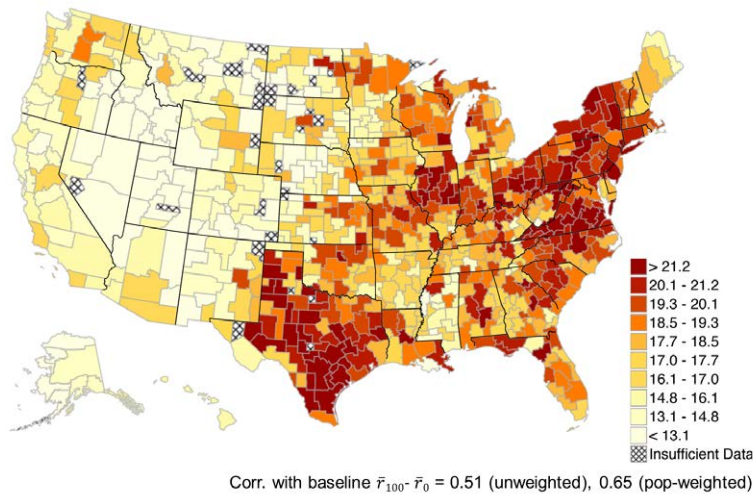 > 21.2
20.1 - 21.2
19.3 - 20.1
18.5 - 19.3
17.7 - 18.5
17.0 - 17.7
16.1 - 17.0
14.8 - 16.1
13.1 - 14.8
< 13.1
Insufficient Data
Corr. with baseline r̄₁₀₀- r̄₀ = 0.51 (unweighted), 0.65 (pop-weighted)